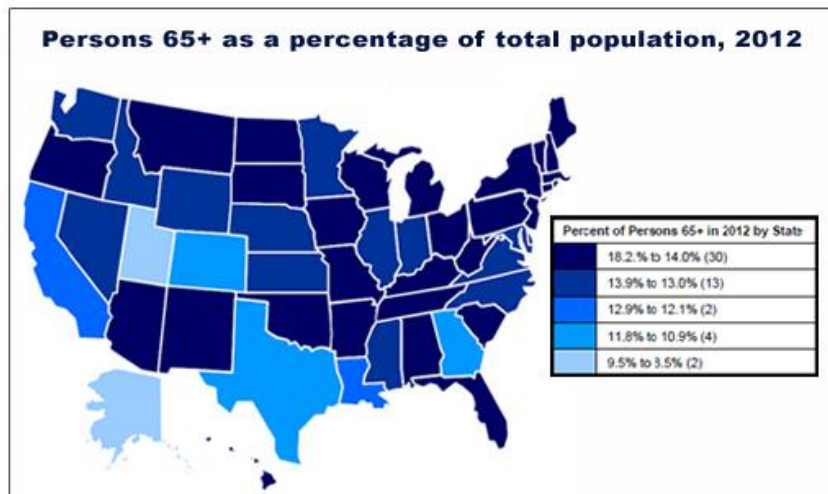 Persons 65+ as a percentage of total population, 2012
Percent of Persons 65+ in 2012 by State
18.2.% to 14.0% (30)
13.9% to 13.0% (13)
12.9% to 12.1% (2)
11.8% to 10.9% (4)
9.5% to 8.5% (2)